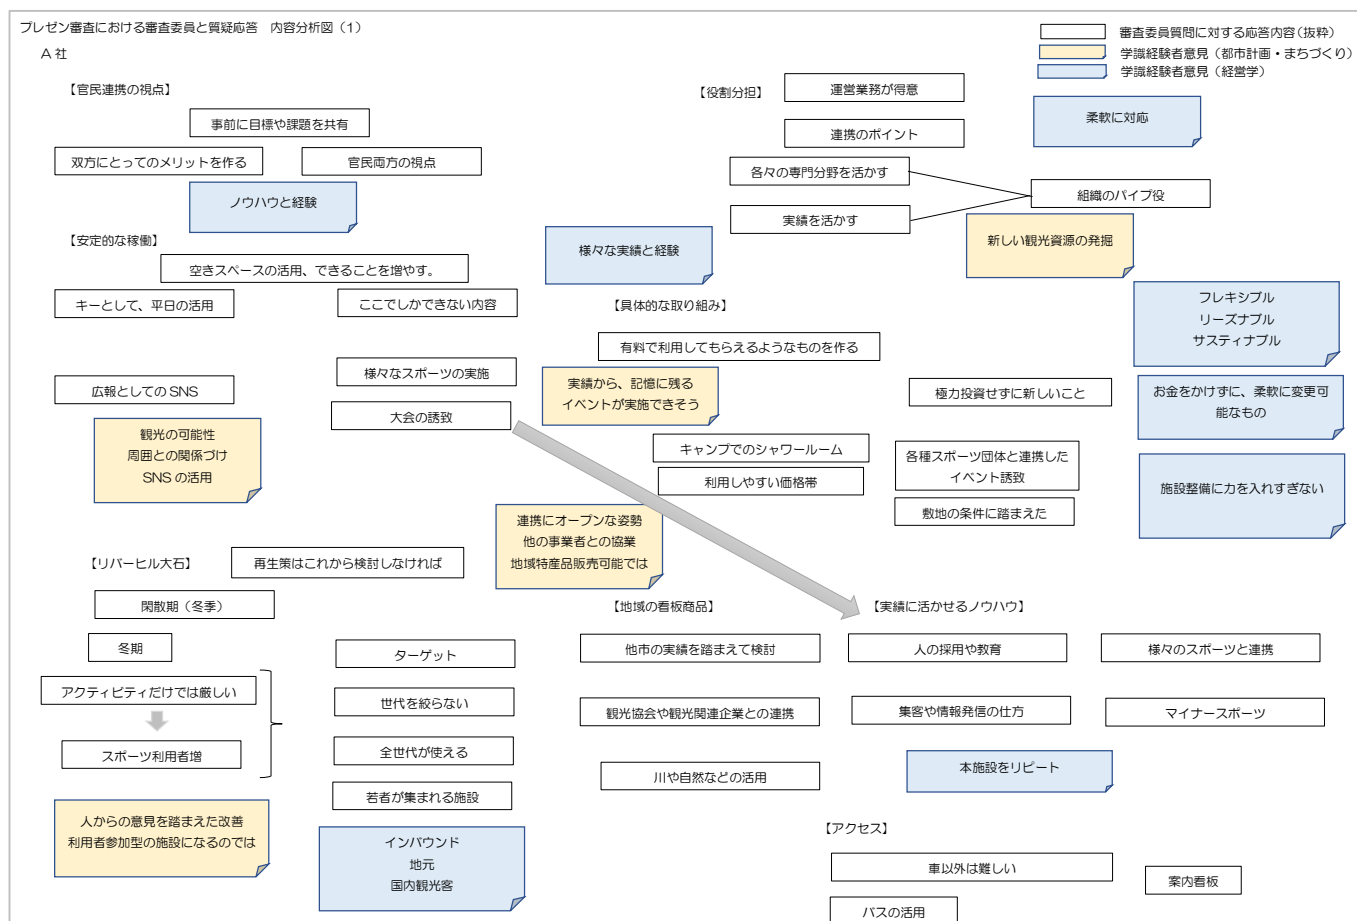 プレゼン審査における審査委員と質疑応答　内容分析図（1）
A 社
審査委員質問に対する応答内容（抜粋）
学識経験者意見（都市計画・まちづくり）
学識経験者意見（経営学）
【官民連携の視点】
事前に目標や課題を共有
双方にとってのメリットを作る
官民両方の視点
ノウハウと経験
【役割分担】
運営業務が得意
連携のポイント
各々の専門分野を活かす
実績を活かす
組織のパイプ役
柔軟に対応
新しい観光資源の発掘
様々な実績と経験
【安定的な稼働】
空きスペースの活用、できることを増やす。
キーとして、平日の活用
ここでしかできない内容
様々なスポーツの実施
広報としての SNS
大会の誘致
観光の可能性
周囲との関係づけ
SNS の活用
【具体的な取り組み】
有料で利用してもらえるようなものを作る
実績から、記憶に残る
イベントが実施できそう
極力投資せずに新しいこと
キャンプでのシャワールーム
利用しやすい価格帯
各種スポーツ団体と連携した
イベント誘致
敷地の条件に踏まえた
フレキシブル
リーズナブル
サスティナブル
お金をかけずに、柔軟に変更可
能なもの
施設整備に力を入れすぎない
連携にオープンな姿勢
他の事業者との協業
地域特産品販売可能では
【リバーヒル大石】
再生策はこれから検討しなければ
閑散期（冬季）
冬期
アクティビティだけでは厳しい
スポーツ利用者増
人からの意見を踏まえた改善
利用者参加型の施設になるのでは
ターゲット
世代を絞らない
全世代が使える
若者が集まれる施設
インバウンド
地元
国内観光客
【地域の看板商品】
他市の実績を踏まえて検討
観光協会や観光関連企業との連携
川や自然などの活用
【実績に活かせるノウハウ】
人の採用や教育
様々のスポーツと連携
集客や情報発信の仕方
マイナースポーツ
本施設をリピート
【アクセス】
車以外は難しい
案内看板
バスの活用